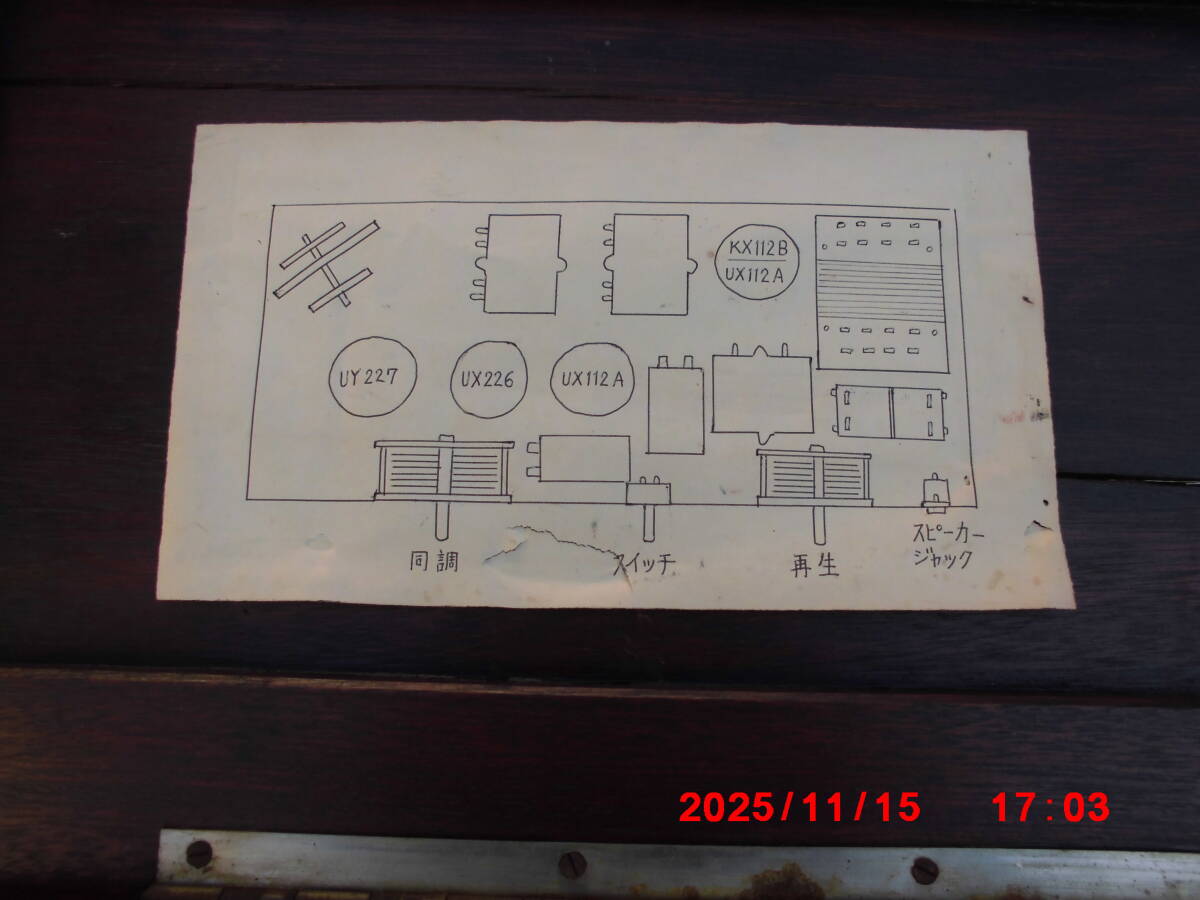 KX112B
UX112A
UY227
UX226
UX112A
同調
スイッチ
再生
スピーカー
ジャック
2025/11/15 17:03